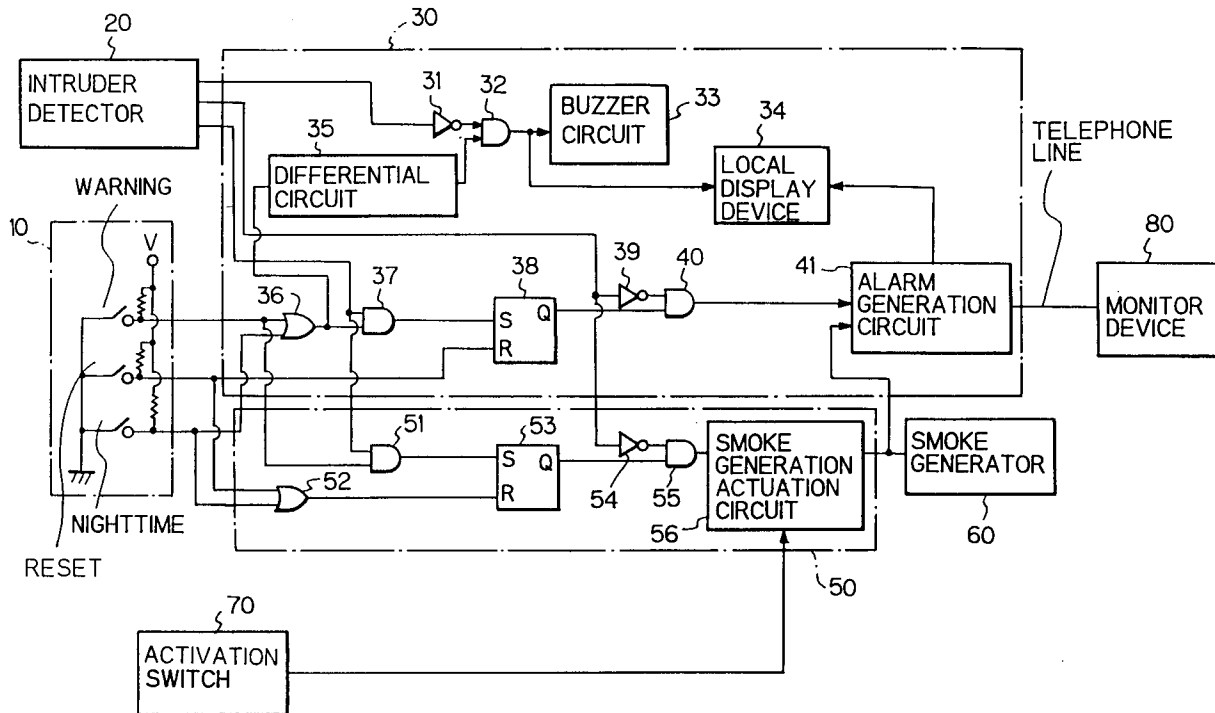 20
30
INTRUDER
DETECTOR
31
32
BUZZER
CIRCUIT
33
34
35
DIFFERENTIAL
CIRCUIT
LOCAL
DISPLAY
DEVICE
TELEPHONE
LINE
WARNING
10
V
36
37
38
S
R
Q
39
40
41
ALARM
GENERATION
CIRCUIT
80
MONITOR
DEVICE
51
52
53
S
R
Q
54
55
SMOKE
GENERATION
ACTUATION
CIRCUIT
56
SMOKE
GENERATOR
60
NIGHTTIME
RESET
50
70
ACTIVATION
SWITCH